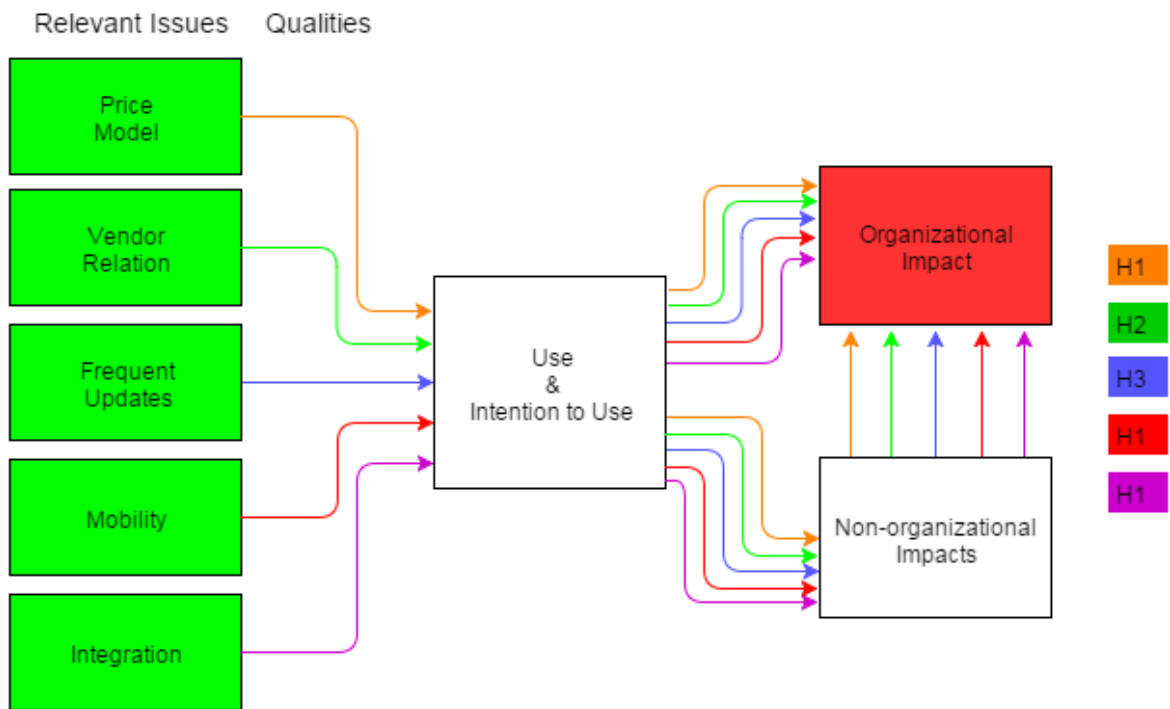 Relevant Issues
Qualities
Price
Model
Vendor
Relation
Frequent
Updates
Mobility
Integration
Use
&
Intention to Use
Organizational
Impact
Non-organizational
Impacts
H1
H2
H3
H1
H1